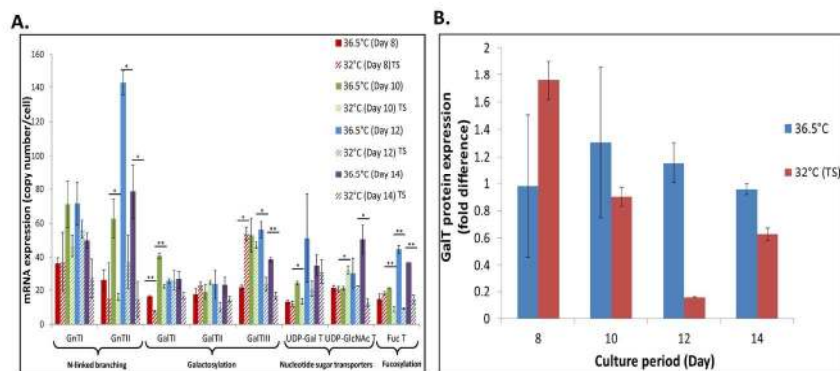 A.
B.
mRNA expression (copy number/cell)
160
140
120
100
80
60
40
20
0
36.5°C (Day 8)
32°C (Day 8) TS
36.5°C (Day 10)
32°C (Day 10) TS
36.5°C (Day 12)
32°C (Day 12) TS
36.5°C (Day 14)
32°C (Day 14) TS
** * * * ** ** * ** * * * ** ** **
GnTI GnTII GalTI GalTII GalTIII UDP-Gal T UDP-GlcNAc T Fuc T
N-linked branching Galactosylation Nucleotide sugar transporters Fucosylation
GalT protein expression
(fold difference)
2
1.8
1.6
1.4
1.2
1
0.8
0.6
0.4
0.2
0
36.5°C
32°C (TS)
8 10 12 14
Culture period (Day)